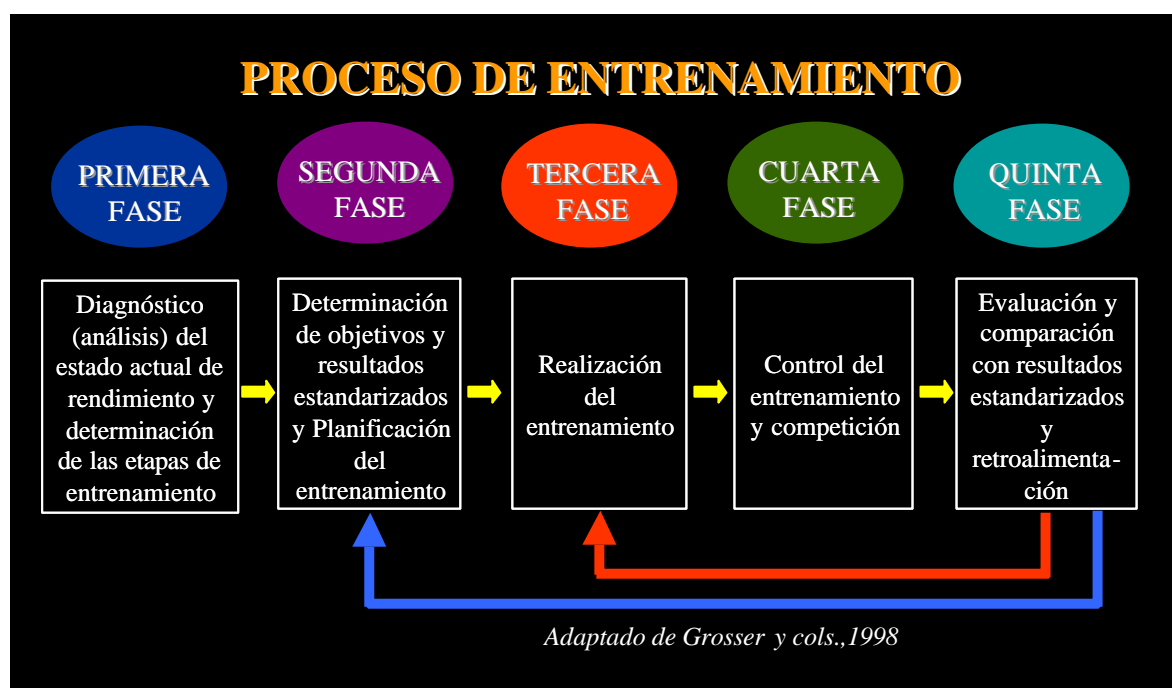 PROCESO DE ENTRENAMIENTO
PRIMERA
FASE
SEGUNDA
FASE
TERCERA
FASE
CUARTA
FASE
QUINTA
FASE
Diagnóstico
(análisis) del
estado actual de
rendimiento y
determinación
de las etapas de
entrenamiento
Determinación
de objetivos y
resultados
estandarizados
y Planificación
del
entrenamiento
Realización
del
entrenamiento
Control del
entrenamiento
y competición
Evaluación y
comparación
con resultados
estandarizados
y
retroalimenta-
ción
Adaptado de Grosser y cols.,1998